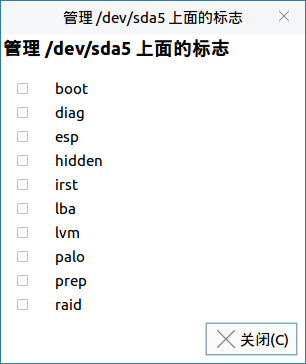 管理 /dev/sda5 上面的标志
管理 /dev/sda5 上面的标志
boot
diag
esp
hidden
irst
lba
lvm
palo
prep
raid
关闭(C)